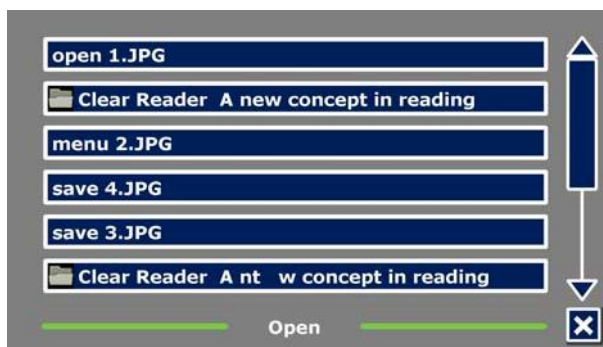 open 1.JPG
Clear Reader A new concept in reading
menu 2.JPG
save 4.JPG
save 3.JPG
Clear Reader A nt w concept in reading
Open